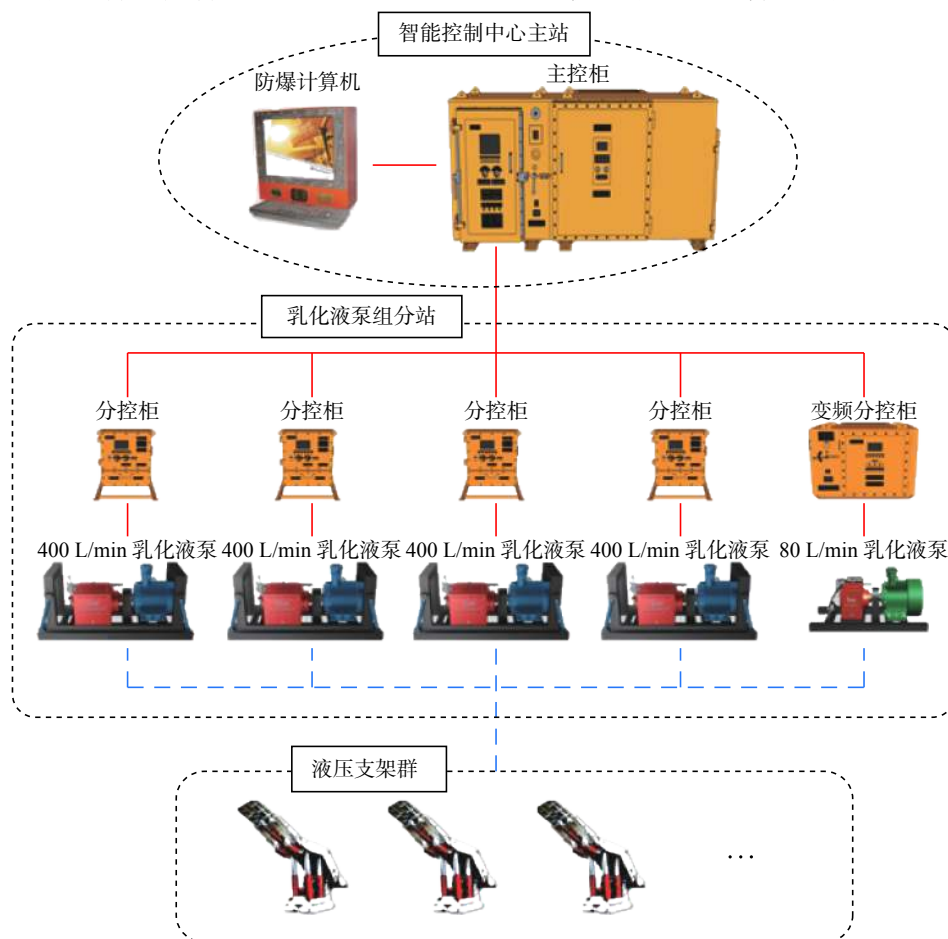 智能控制中心主站
防爆计算机
主控柜
乳化液泵组分站
分控柜 分控柜 分控柜 分控柜 变频分控柜
400 L/min 乳化液泵 400 L/min 乳化液泵 400 L/min 乳化液泵 400 L/min 乳化液泵 80 L/min 乳化液泵
液压支架群
…